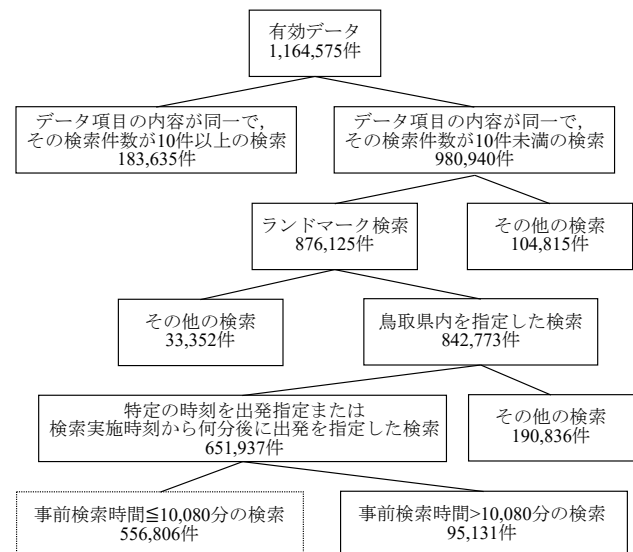 有効データ
1,164,575件
データ項目の内容が同一で,
その検索件数が10件以上の検索
183,635件
データ項目の内容が同一で,
その検索件数が10件未満の検索
980,940件
ランドマーク検索
876,125件
その他の検索
104,815件
その他の検索
33,352件
鳥取県内を指定した検索
842,773件
特定の時刻を出発指定または
検索実施時刻から何分後に出発を指定した検索
651,937件
その他の検索
190,836件
事前検索時間≦10,080分の検索
556,806件
事前検索時間>10,080分の検索
95,131件